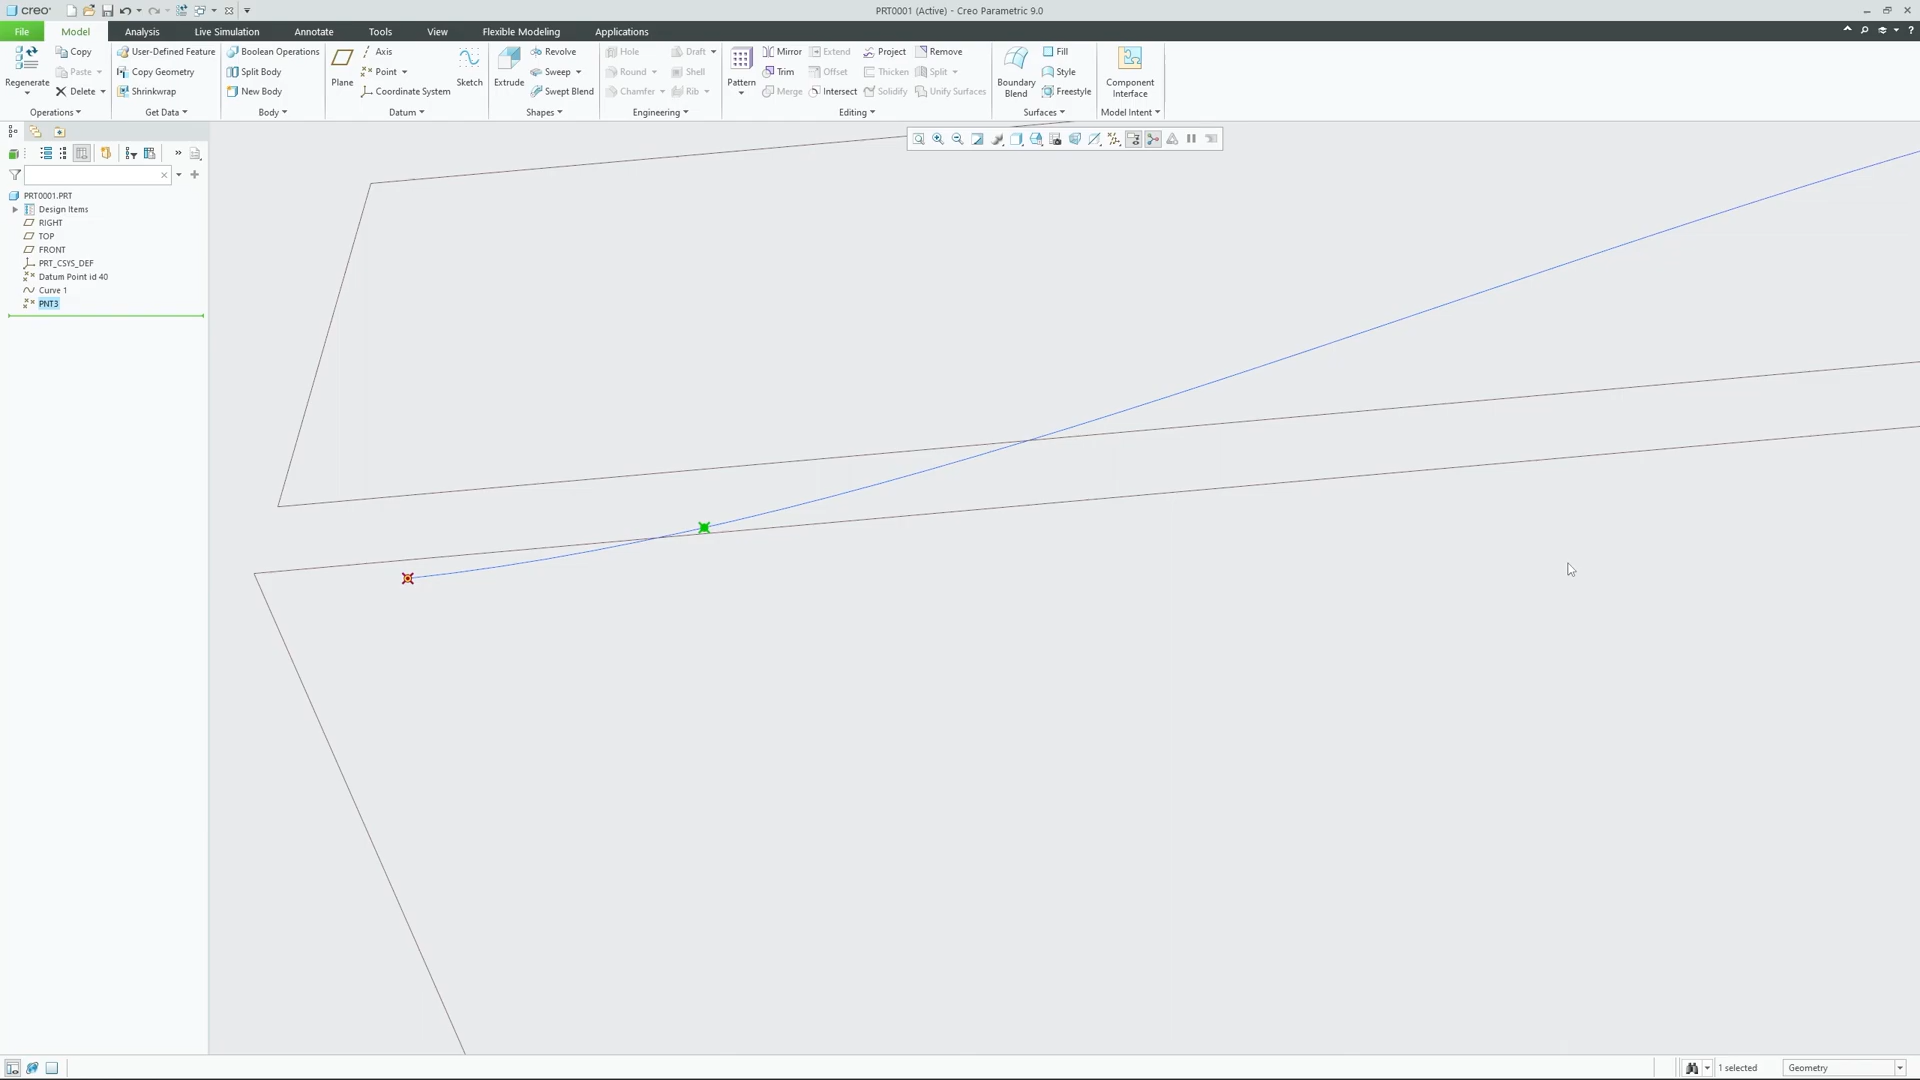 creo
PRT0001 (Active) - Creo Parametric 9.0
File Model Analysis Live Simulation Annotate Tools View Flexible Modeling Applications
Regenerate
Copy
Paste
Delete
Operations
User-Defined Feature
Copy Geometry
Shrinkwrap
Get Data
Boolean Operations
Split Body
New Body
Body
Plane
Axis
Point
Coordinate System
Sketch
Datum
Extrude
Revolve
Sweep
Swept Blend
Shapes
Hole
Round
Chamfer
Draft
Shell
Rib
Engineering
Pattern
Mirror
Trim
Merge
Extend
Offset
Intersect
Project
Thicken
Solidify
Remove
Split
Unify Surfaces
Editing
Boundary
Blend
Fill
Style
Freestyle
Surfaces
Component
Interface
Model Intent
PRT0001.PRT
Design Items
RIGHT
TOP
FRONT
PRT_CSYS_DEF
Datum Point id 40
Curve 1
PNT3
1 selected
Geometry